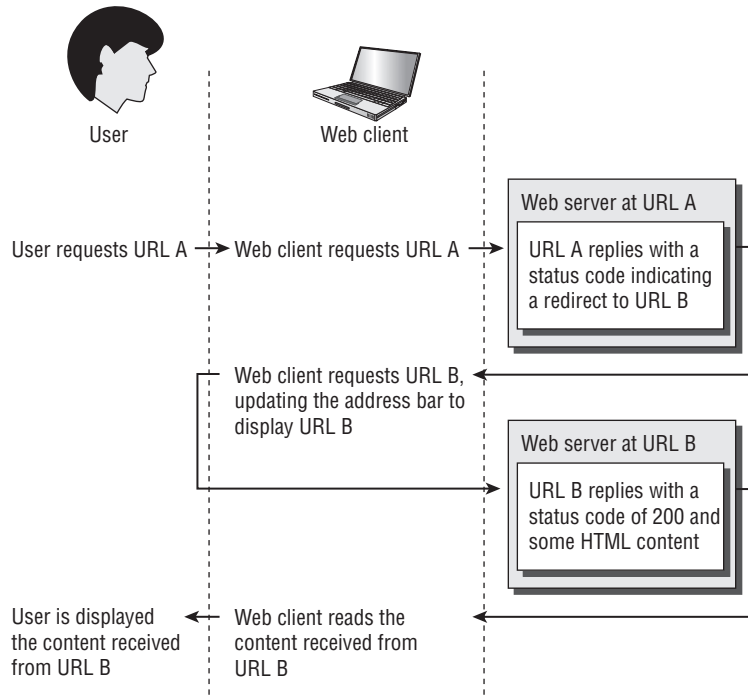 User
Web client
Web server at URL A
User requests URL A
Web client requests URL A
URL A replies with a
status code indicating
a redirect to URL B
Web client requests URL B,
updating the address bar to
display URL B
Web server at URL B
URL B replies with a
status code of 200 and
some HTML content
User is displayed
the content received
from URL B
Web client reads the
content received from
URL B